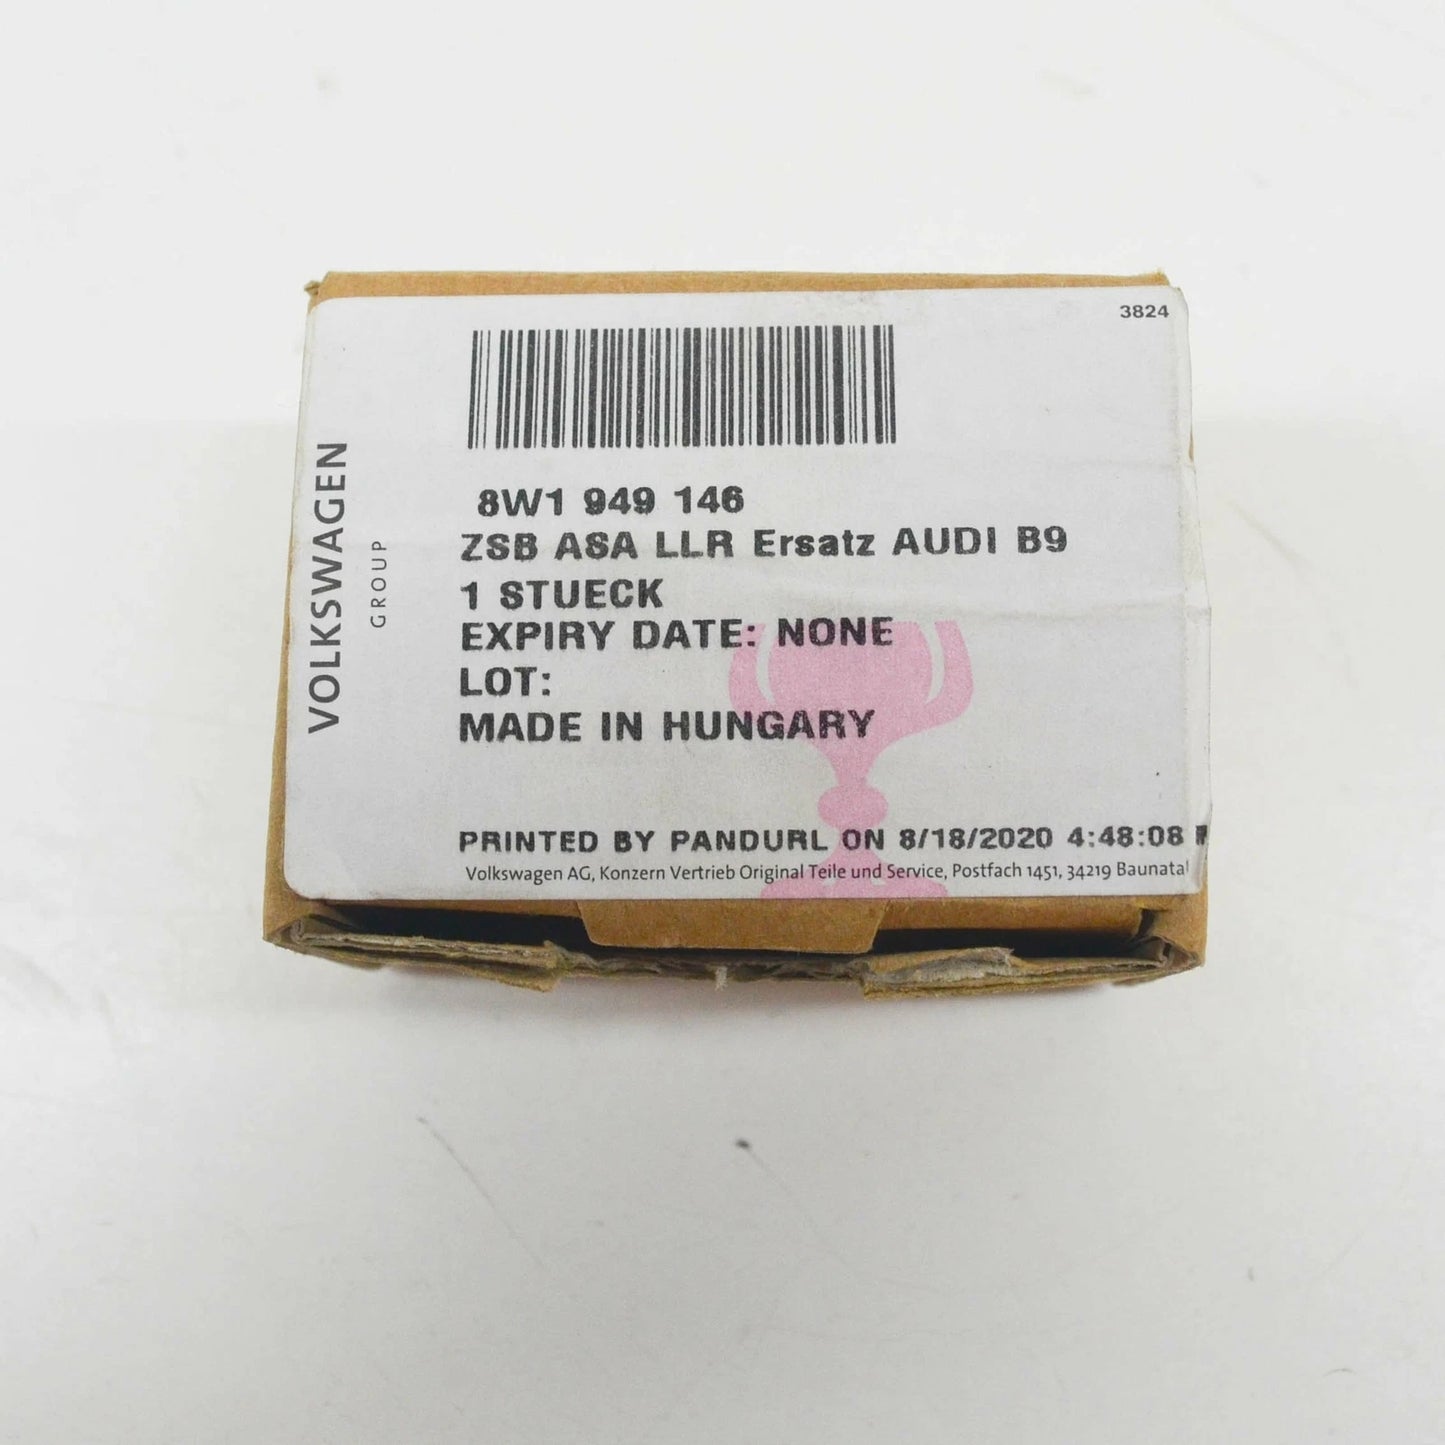 3824
VOLKSWAGEN
GROUP
8W1 949 146
ZSB ASA LLR Ersatz AUDI B9
1 STUECK
EXPIRY DATE: NONE
LOT:
MADE IN HUNGARY
PRINTED BY PANDURL ON 8/18/2020 4:48:08
Volkswagen AG, Konzern Vertrieb Original Teile und Service, Postfach 1451, 34219 Baunatal